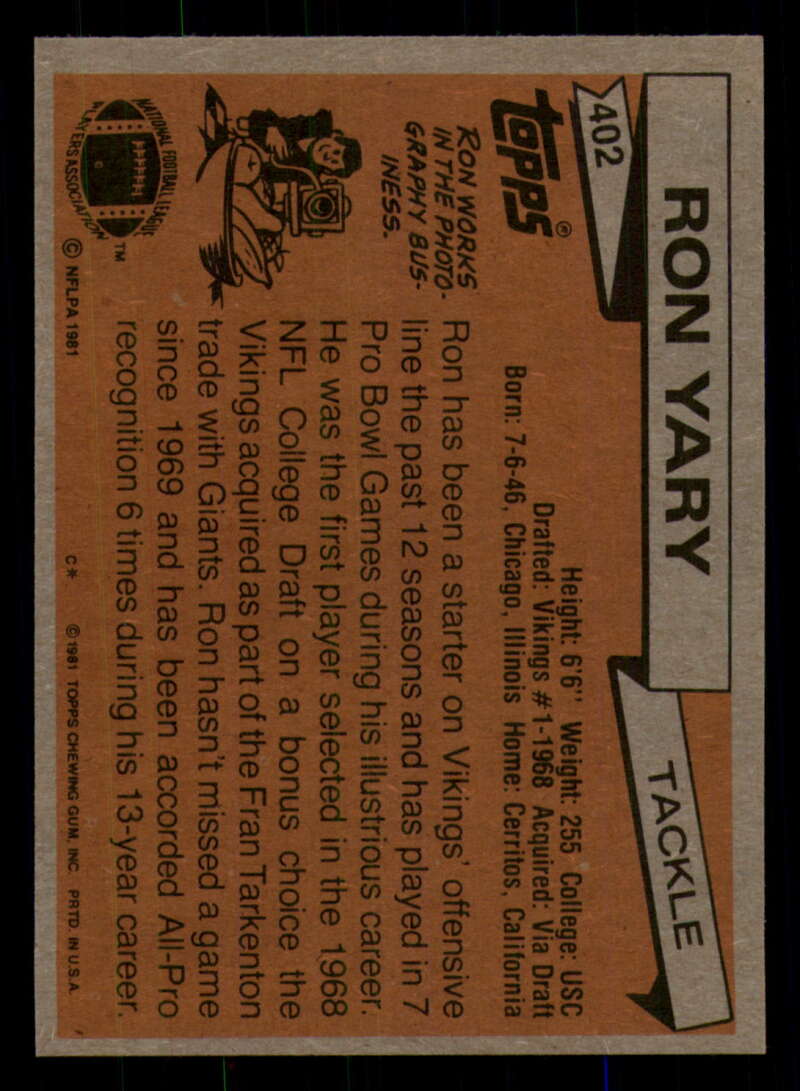 RON YARY
TACKLE
402
Height: 6'6" Weight: 255 College: USC
Drafted: Vikings #1-1968 Acquired: Via Draft
Born: 7-6-46, Chicago, Illinois Home: Cerritos, California
TOPPS®
RON WORKS
IN THE PHOTO-
GRAPHY BUS-
INESS.
Ron has been a starter on Vikings' offensive
line the past 12 seasons and has played in 7
Pro Bowl Games during his illustrious career.
He was the first player selected in the 1968
NFL College Draft on a bonus choice the
Vikings acquired as part of the Fran Tarkenton
trade with Giants. Ron hasn't missed a game
since 1969 and has been accorded All-Pro
recognition 6 times during his 13-year career.
NATIONAL FOOTBALL LEAGUE
PLAYERS ASSOCIATION
TM
© NFLPA 1981
C* © 1981 TOPPS CHEWING GUM, INC. PRTD. IN U.S.A.